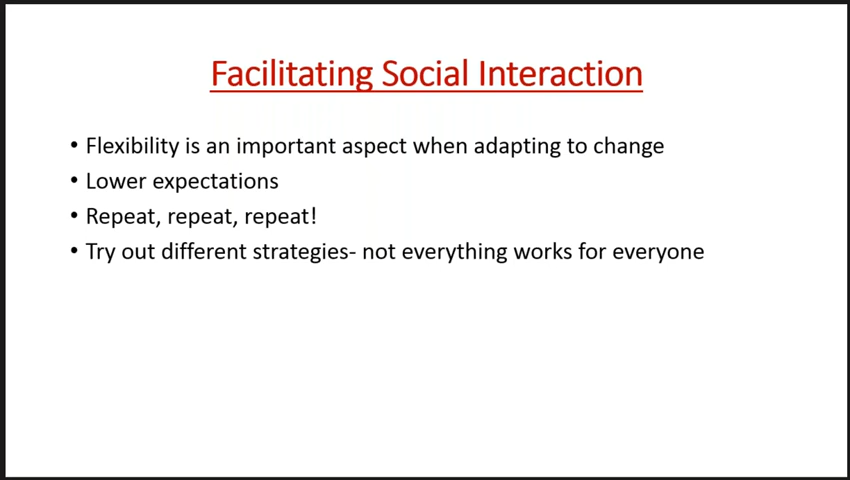 Facilitating Social Interaction
• Flexibility is an important aspect when adapting to change
• Lower expectations
• Repeat, repeat, repeat!
• Try out different strategies- not everything works for everyone